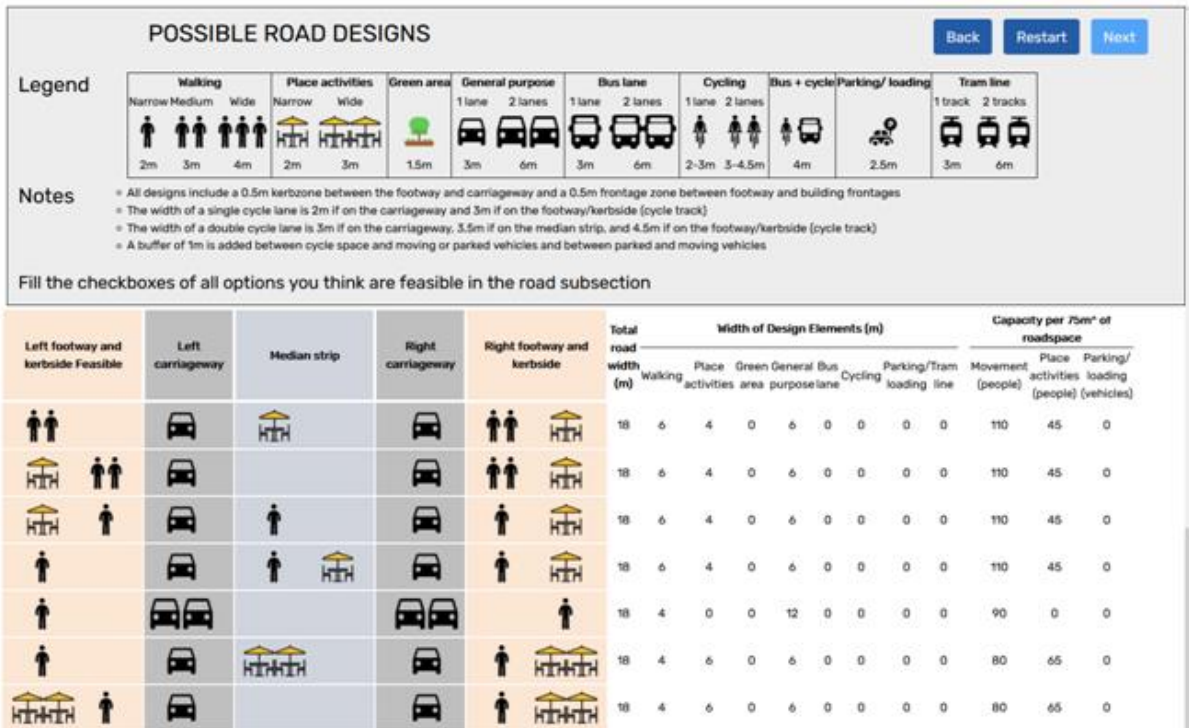 POSSIBLE ROAD DESIGNS
Back Restart Next
Legend
Walking Place activities Green area General purpose Bus lane Cycling Bus + cycle Parking/ loading Tram line
Narrow Medium Wide Narrow Wide 1 lane 2 lanes 1 lane 2 lanes 1 lane 2 lanes 1 track 2 tracks
2m 3m 4m 2m 3m 1.5m 3m 6m 3m 6m 2-3m 3-4.5m 4m 2.5m 3m 6m
Notes
All designs include a 0.5m kerbzone between the footway and carriageway and a 0.5m frontage zone between footway and building frontages
The width of a single cycle lane is 2m if on the carriageway and 3m if on the footway/kerbside (cycle track)
The width of a double cycle lane is 3m if on the carriageway, 3.5m if on the median strip, and 4.5m if on the footway/kerbside (cycle track)
A buffer of 1m is added between cycle space and moving or parked vehicles and between parked and moving vehicles
Fill the checkboxes of all options you think are feasible in the road subsection
Left footway and kerbside Feasible
Left carriageway
Median strip
Right carriageway
Right footway and kerbside
Total road width (m)
Width of Design Elements (m)
Walking Place activities Green area General purpose Bus lane Cycling Parking/ loading Tram line
Capacity per 75m² of roadspace
Movement (people) Place activities (people) Parking/ loading (vehicles)
18 6 4 0 6 0 0 0 0 110 45 0
18 6 4 0 6 0 0 0 0 110 45 0
18 6 4 0 6 0 0 0 0 110 45 0
18 6 4 0 6 0 0 0 0 110 45 0
18 4 0 0 12 0 0 0 0 90 0 0
18 4 6 0 6 0 0 0 0 80 65 0
18 4 6 0 6 0 0 0 0 80 65 0